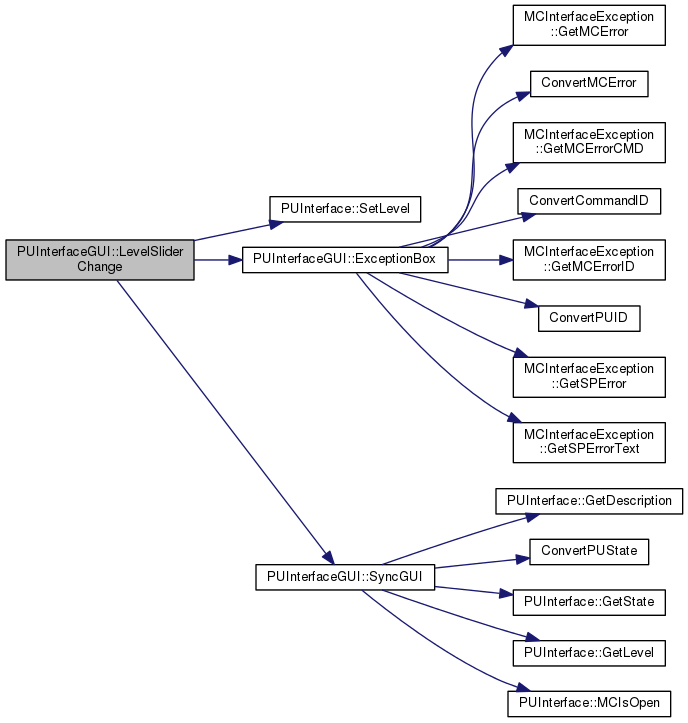 MCInterfaceException
::GetMCError
ConvertMCError
MCInterfaceException
::GetMCErrorCMD
ConvertCommandID
PUInterface::SetLevel
PUInterfaceGUI::LevelSlider
Change
PUInterfaceGUI::ExceptionBox
MCInterfaceException
::GetMCErrorID
ConvertPUID
MCInterfaceException
::GetSPError
MCInterfaceException
::GetSPErrorText
PUInterface::GetDescription
ConvertPUState
PUInterfaceGUI::SyncGUI
PUInterface::GetState
PUInterface::GetLevel
PUInterface::MCIsOpen